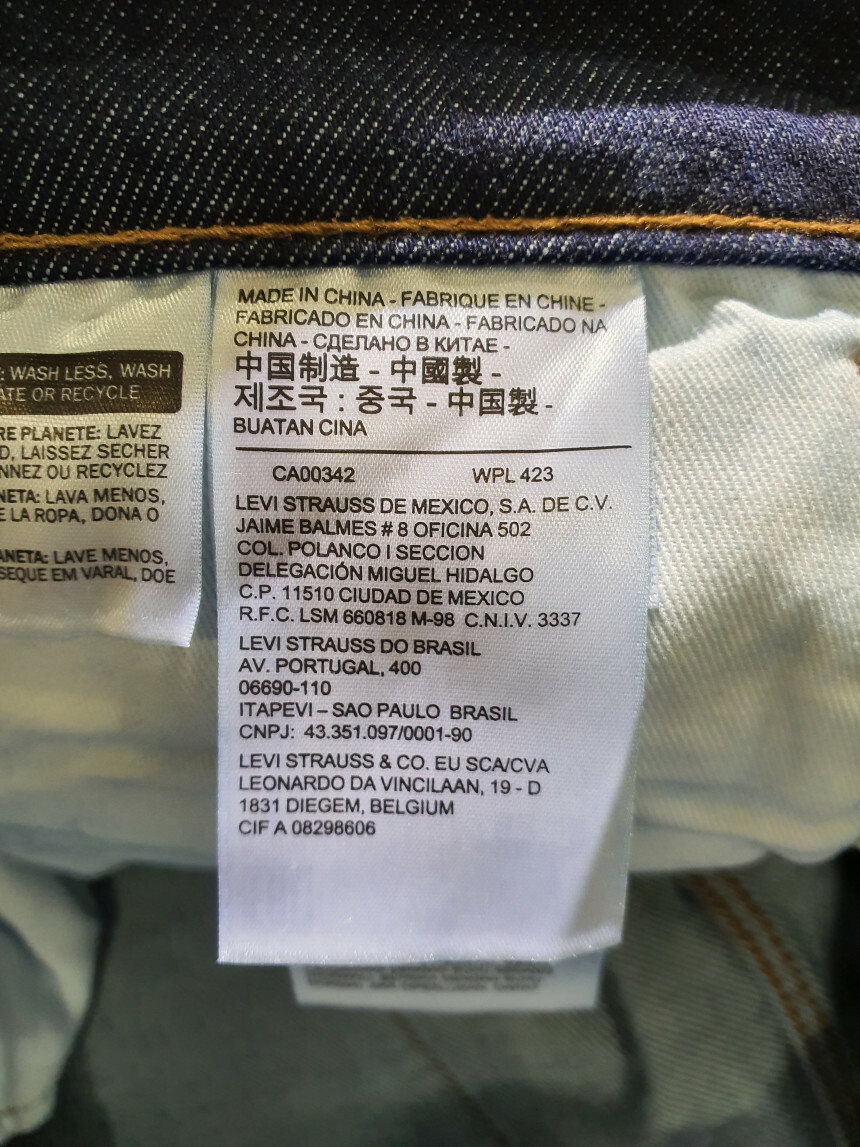 : WASH LESS, WASH
ATE OR RECYCLE
RE PLANETE: LAVEZ
D, LAISSEZ SECHER
NNEZ OU RECYCLEZ
NETA: LAVA MENOS,
E LA ROPA, DONA O
ANETA: LAVE MENOS,
SEQUE EM VARAL, DOE
MADE IN CHINA - FABRIQUE EN CHINE -
FABRICADO EN CHINA - FABRICADO NA
CHINA - СДЕЛАНО В КИТАЕ -
中国制造 - 中國製 -
제조국 : 중국 - 中国製 -
BUATAN CINA
CA00342 WPL 423
LEVI STRAUSS DE MEXICO, S.A. DE C.V.
JAIME BALMES # 8 OFICINA 502
COL. POLANCO I SECCION
DELEGACIÓN MIGUEL HIDALGO
C.P. 11510 CIUDAD DE MEXICO
R.F.C. LSM 660818 M-98 C.N.I.V. 3337
LEVI STRAUSS DO BRASIL
AV. PORTUGAL, 400
06690-110
ITAPEVI – SAO PAULO BRASIL
CNPJ: 43.351.097/0001-90
LEVI STRAUSS & CO. EU SCA/CVA
LEONARDO DA VINCILAAN, 19 - D
1831 DIEGEM, BELGIUM
CIF A 08298606